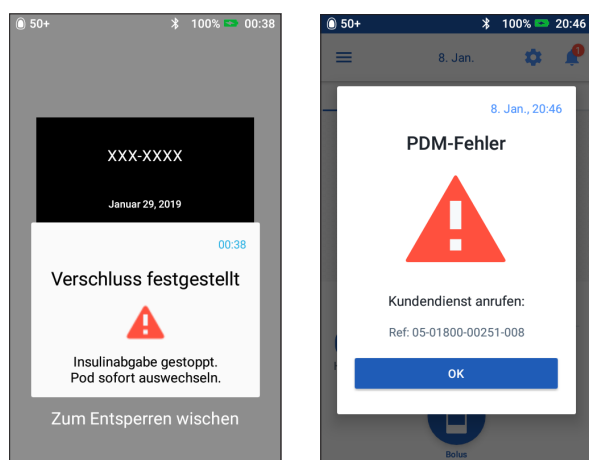 50+
100%
00:38
XXX-XXXX
Januar 29, 2019
00:38
Verschluss festgestellt
Insulinabgabe gestoppt.
Pod sofort auswechseln.
Zum Entsperren wischen
50+
100%
20:46
8. Jan.
1
8. Jan., 20:46
PDM-Fehler
Kundendienst anrufen:
Ref: 05-01800-00251-008
OK
Bolus